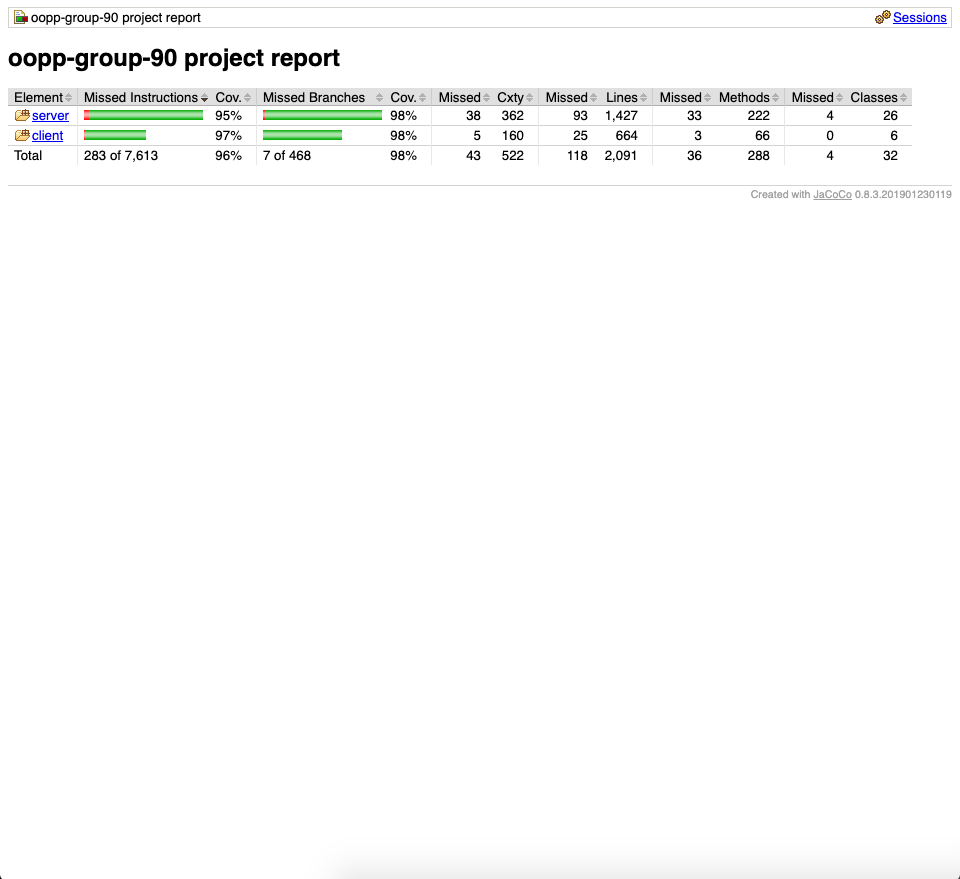 oopp-group-90 project report Sessions
oopp-group-90 project report
Element Missed Instructions Cov. Missed Branches Cov. Missed Cxty Missed Lines Missed Methods Missed Classes
server 95% 98% 38 362 93 1,427 33 222 4 26
client 97% 98% 5 160 25 664 3 66 0 6
Total 283 of 7,613 96% 7 of 468 98% 43 522 118 2,091 36 288 4 32
Created with JaCoCo 0.8.3.201901230119